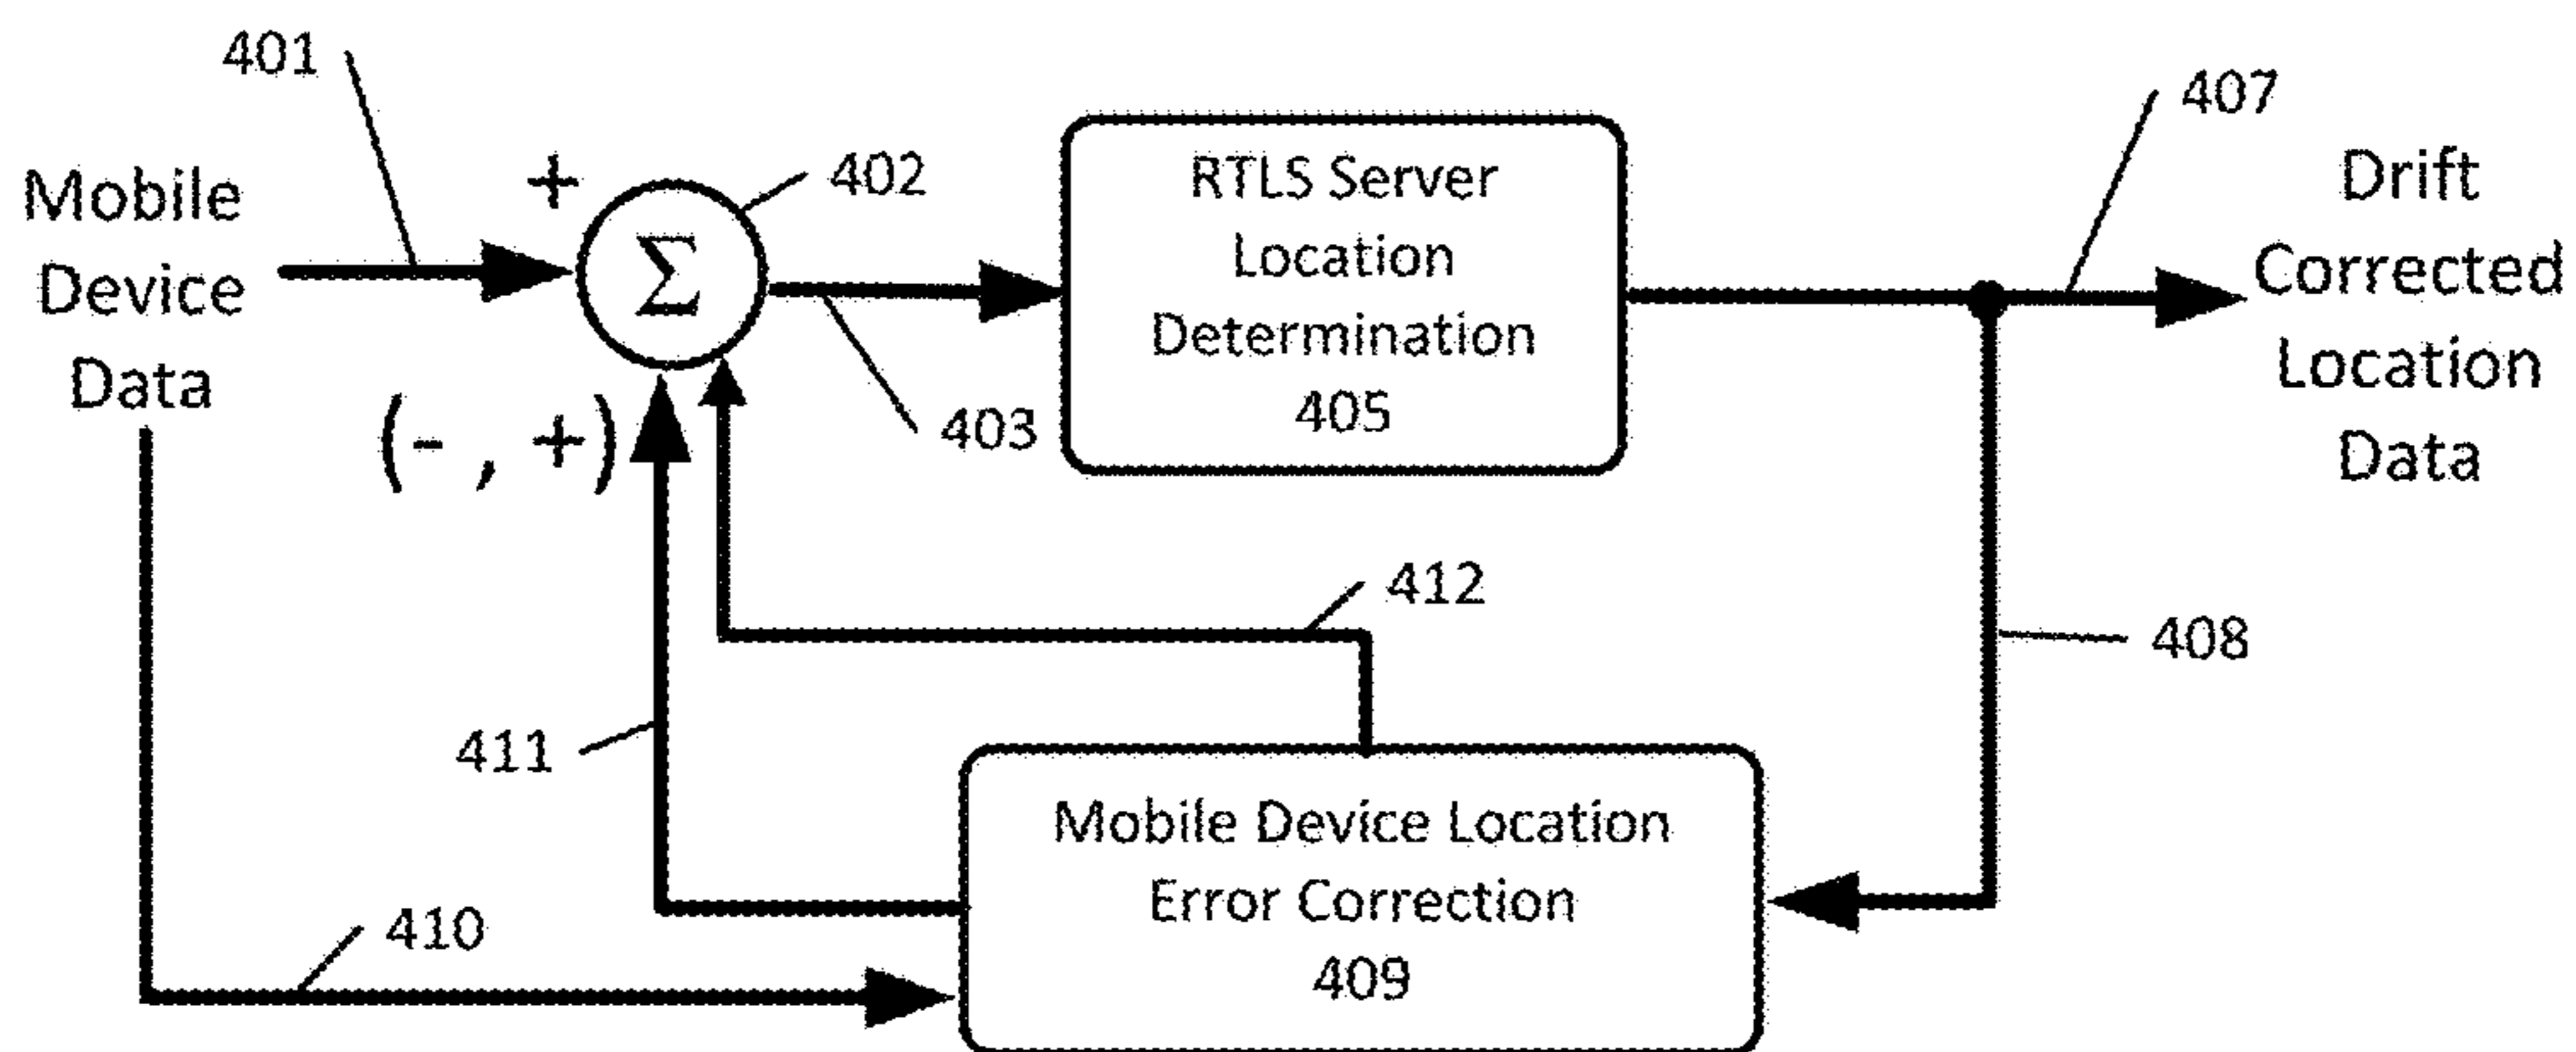 401
407
Mobile
Device
Data
+
402
Σ
RTLS Server
Location
Determination
405
Drift
Corrected
Location
Data
(- , +)
403
412
408
411
Mobile Device Location
Error Correction
409
410